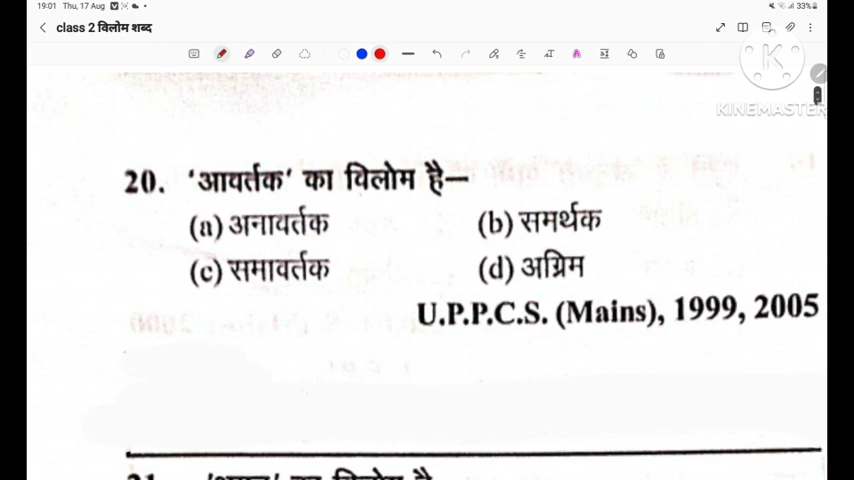 19:01 Thu, 17 Aug
33%
class 2 विलोम शब्द
KINEMASTER
20. 'आवर्तक' का विलोम है—
(a) अनावर्तक (b) समर्थक
(c) समावर्तक (d) अग्रिम
U.P.P.C.S. (Mains), 1999, 2005